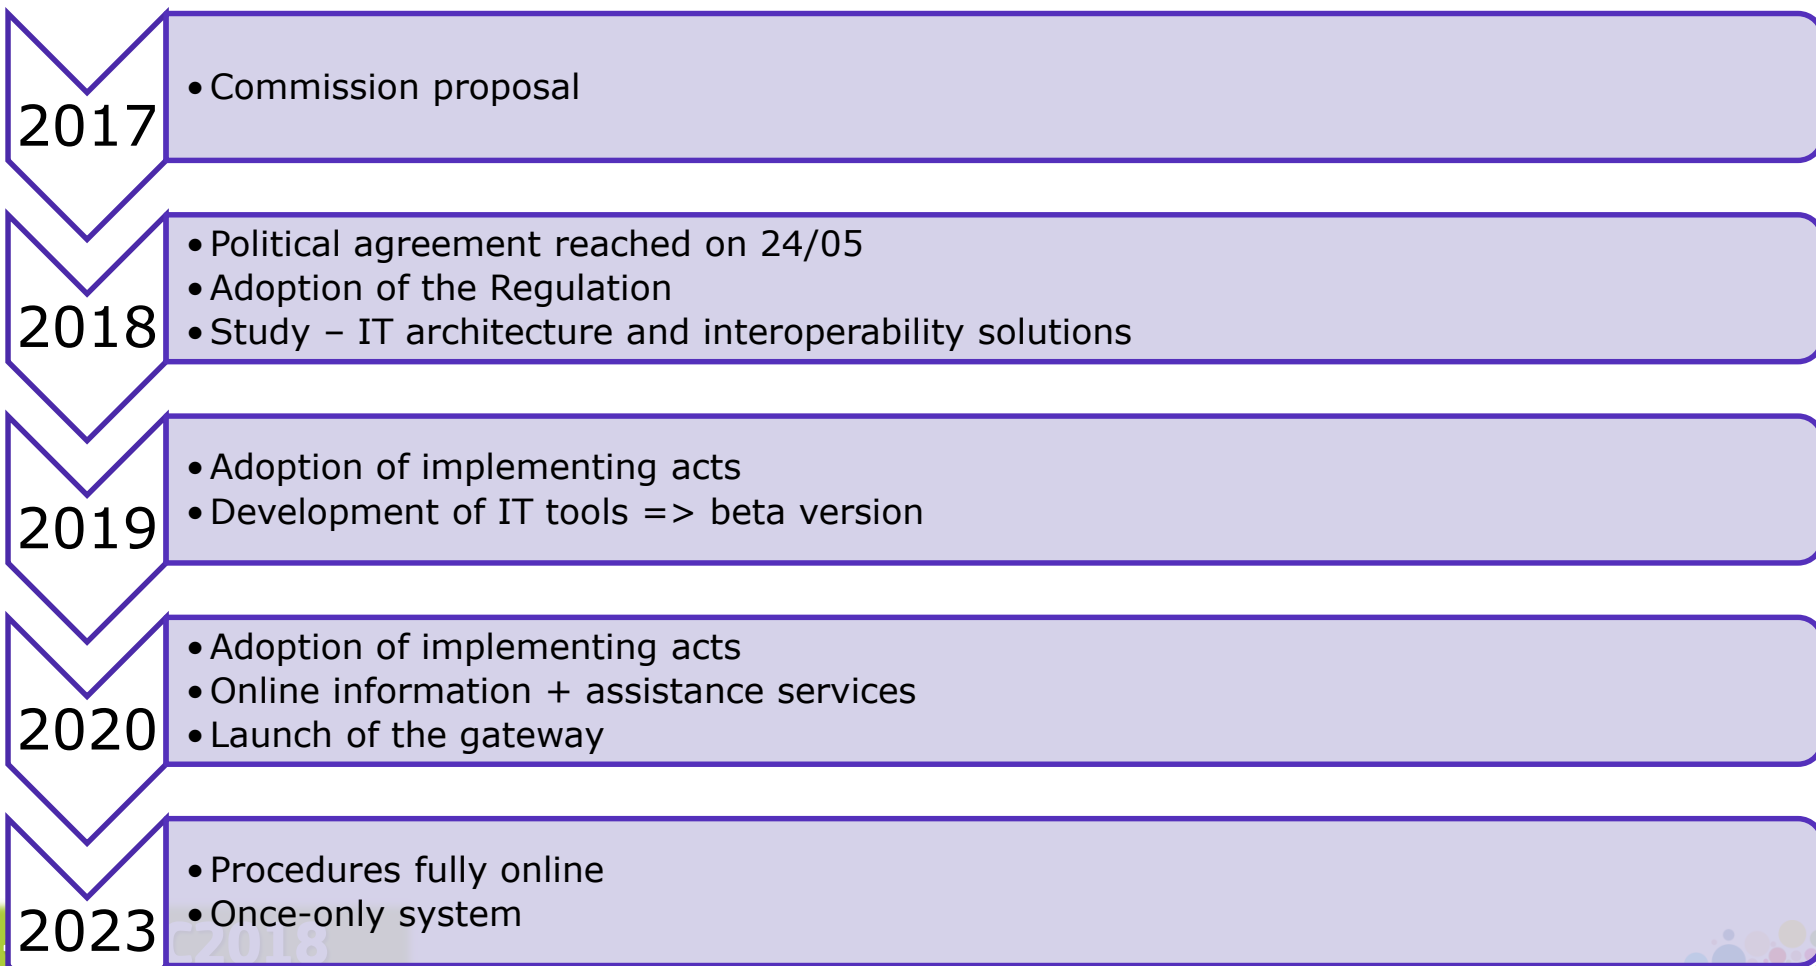 2017
• Commission proposal
2018
• Political agreement reached on 24/05
• Adoption of the Regulation
• Study – IT architecture and interoperability solutions
2019
• Adoption of implementing acts
• Development of IT tools => beta version
2020
• Adoption of implementing acts
• Online information + assistance services
• Launch of the gateway
2023
• Procedures fully online
• Once-only system
C2018